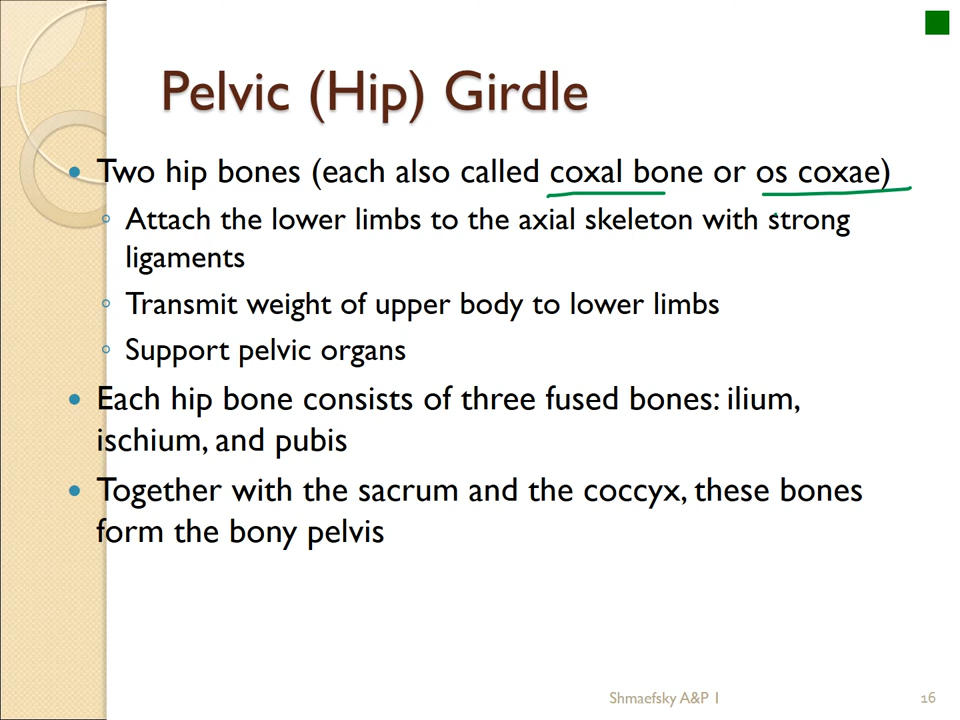 Pelvic (Hip) Girdle
• Two hip bones (each also called coxal bone or os coxae)
◦ Attach the lower limbs to the axial skeleton with strong
ligaments
◦ Transmit weight of upper body to lower limbs
◦ Support pelvic organs
• Each hip bone consists of three fused bones: ilium,
ischium, and pubis
• Together with the sacrum and the coccyx, these bones
form the bony pelvis
Shmaefsky A&P 1 16